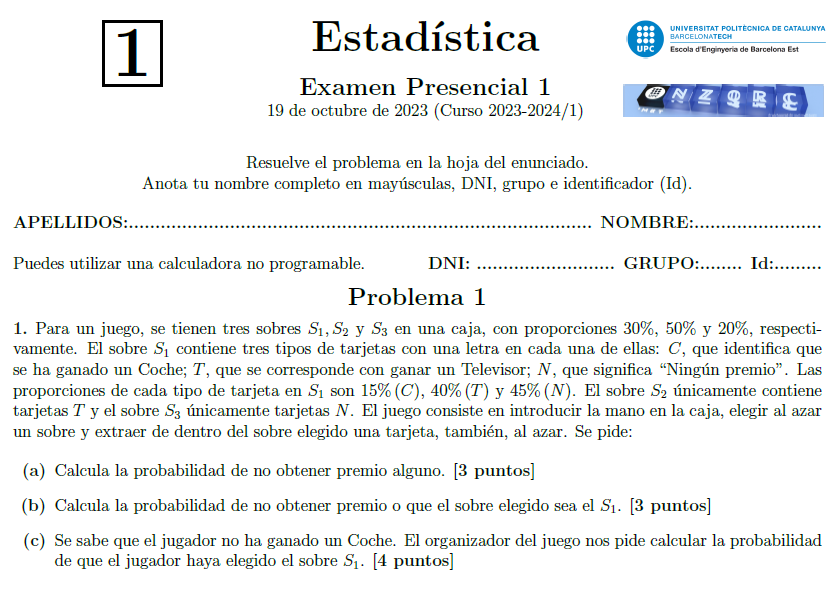 1
Estadística
UNIVERSITAT POLITÈCNICA DE CATALUNYA
BARCELONATECH
Escola d'Enginyeria de Barcelona Est
UPC
Examen Presencial 1
19 de octubre de 2023 (Curso 2023-2024/1)
Resuelve el problema en la hoja del enunciado.
Anota tu nombre completo en mayúsculas, DNI, grupo e identificador (Id).
APELLIDOS:........................................................................................ NOMBRE:........................
Puedes utilizar una calculadora no programable. DNI: .......................... GRUPO:........ Id:.........
Problema 1
1. Para un juego, se tienen tres sobres S₁, S₂ y S₃ en una caja, con proporciones 30%, 50% y 20%, respecti-
vamente. El sobre S₁ contiene tres tipos de tarjetas con una letra en cada una de ellas: C, que identifica que
se ha ganado un Coche; T, que se corresponde con ganar un Televisor; N, que significa “Ningún premio”. Las
proporciones de cada tipo de tarjeta en S₁ son 15% (C), 40% (T) y 45% (N). El sobre S₂ únicamente contiene
tarjetas T y el sobre S₃ únicamente tarjetas N. El juego consiste en introducir la mano en la caja, elegir al azar
un sobre y extraer de dentro del sobre elegido una tarjeta, también, al azar. Se pide:
(a) Calcula la probabilidad de no obtener premio alguno. [3 puntos]
(b) Calcula la probabilidad de no obtener premio o que el sobre elegido sea el S₁. [3 puntos]
(c) Se sabe que el jugador no ha ganado un Coche. El organizador del juego nos pide calcular la probabilidad
de que el jugador haya elegido el sobre S₁. [4 puntos]